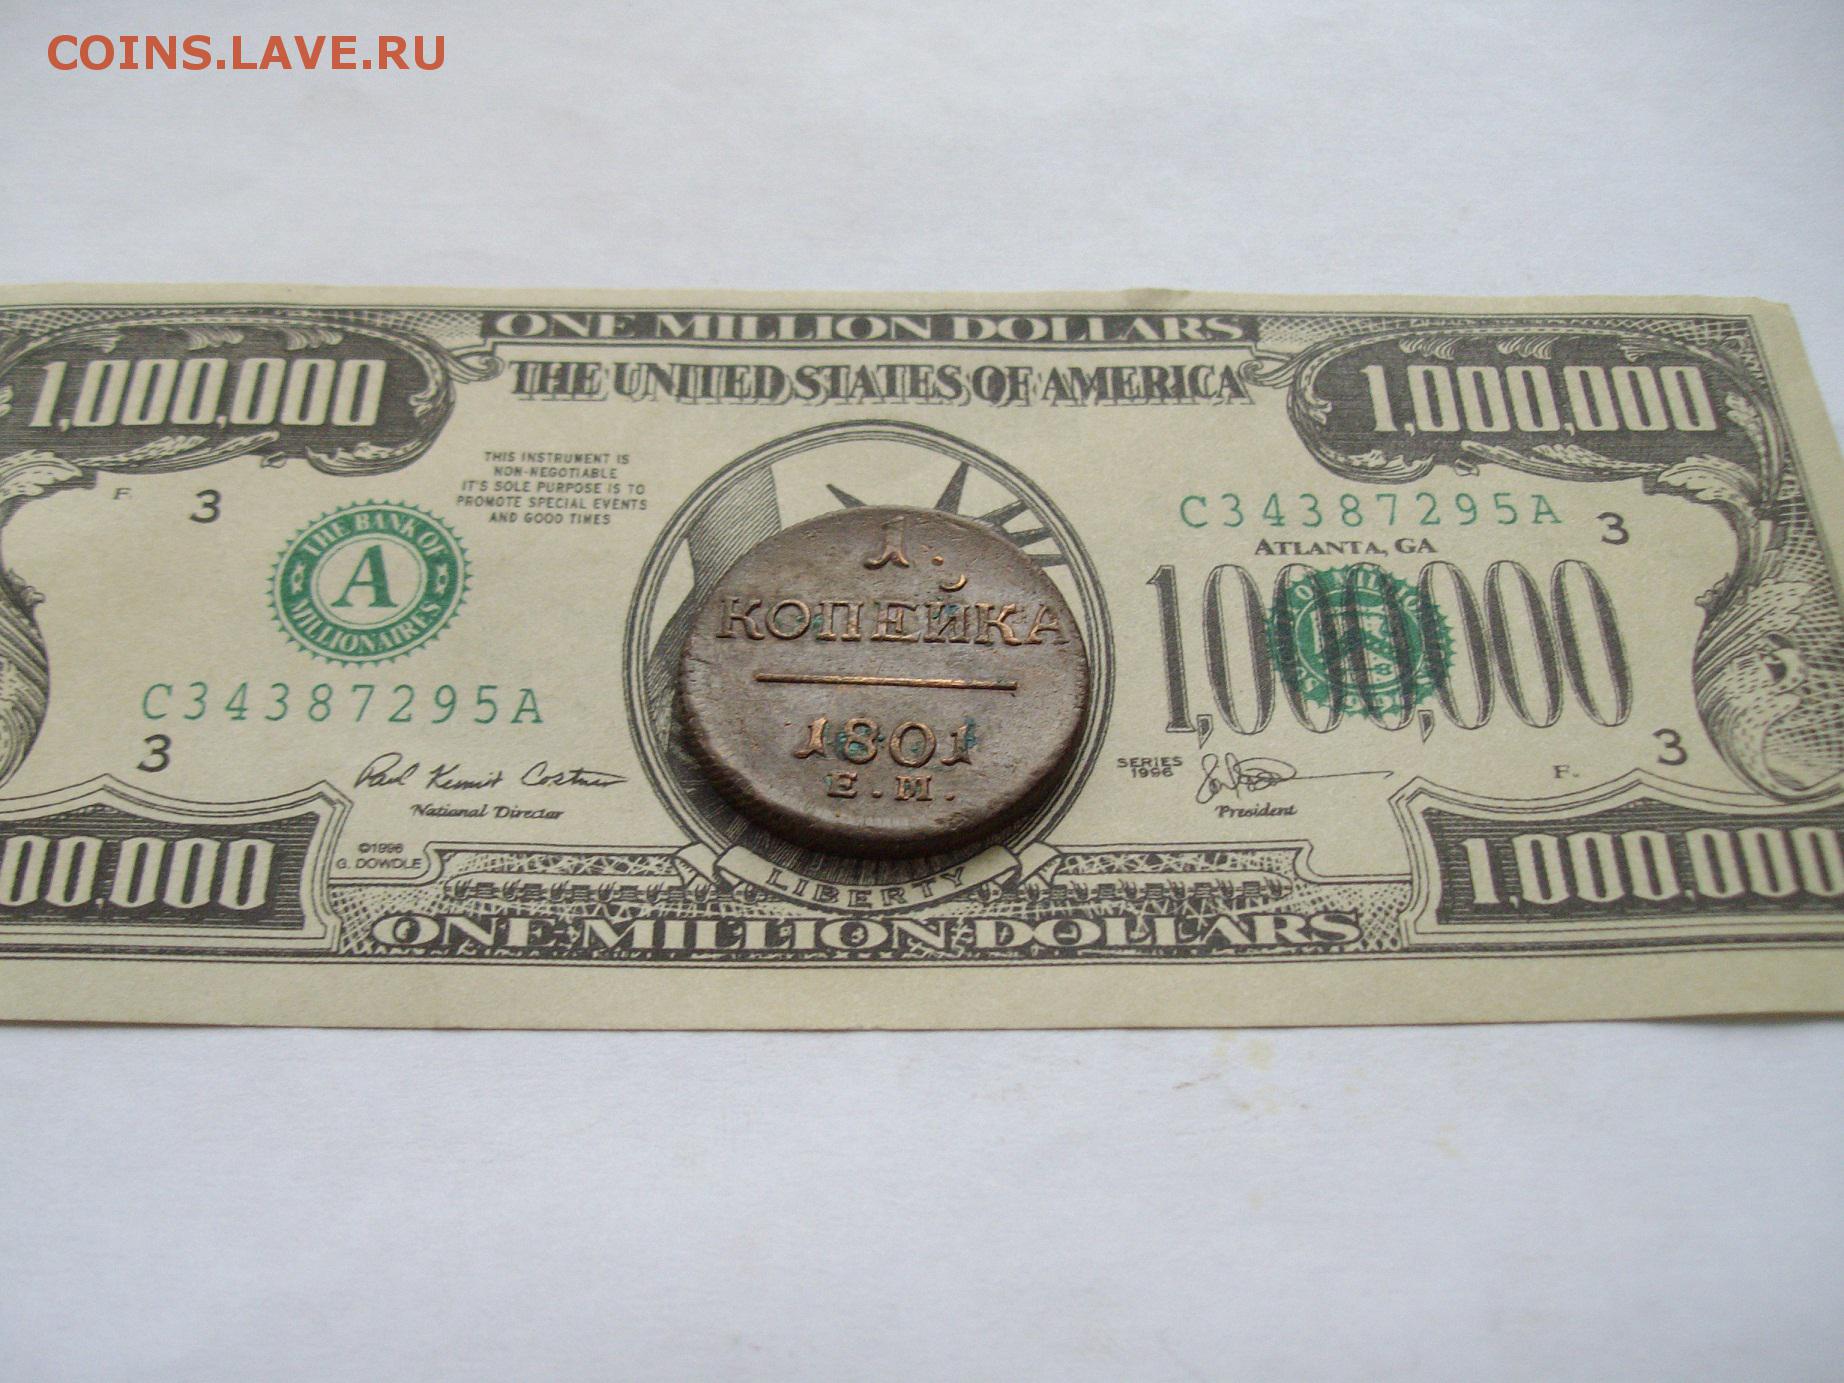 COINS.LAVE.RU
ONE MILLION DOLLARS
THE UNITED STATES OF AMERICA
1,000,000
1,000,000
THIS INSTRUMENT IS
NON-NEGOTIABLE
IT'S SOLE PURPOSE IS TO
PROMOTE SPECIAL EVENTS
AND GOOD TIMES
F.
3
THE BANK OF
A
MILLIONAIRES
C34387295A
3
Paul Kermit Costner
National Director
©1996
G. DOWDLE
00,000
1.
КОПЕЙКА
1801
Е.М.
C34387295A
3
ATLANTA, GA
1,000,000
SERIES
1996
President
3
F.
1,000,000
LIBERTY
ONE MILLION DOLLARS